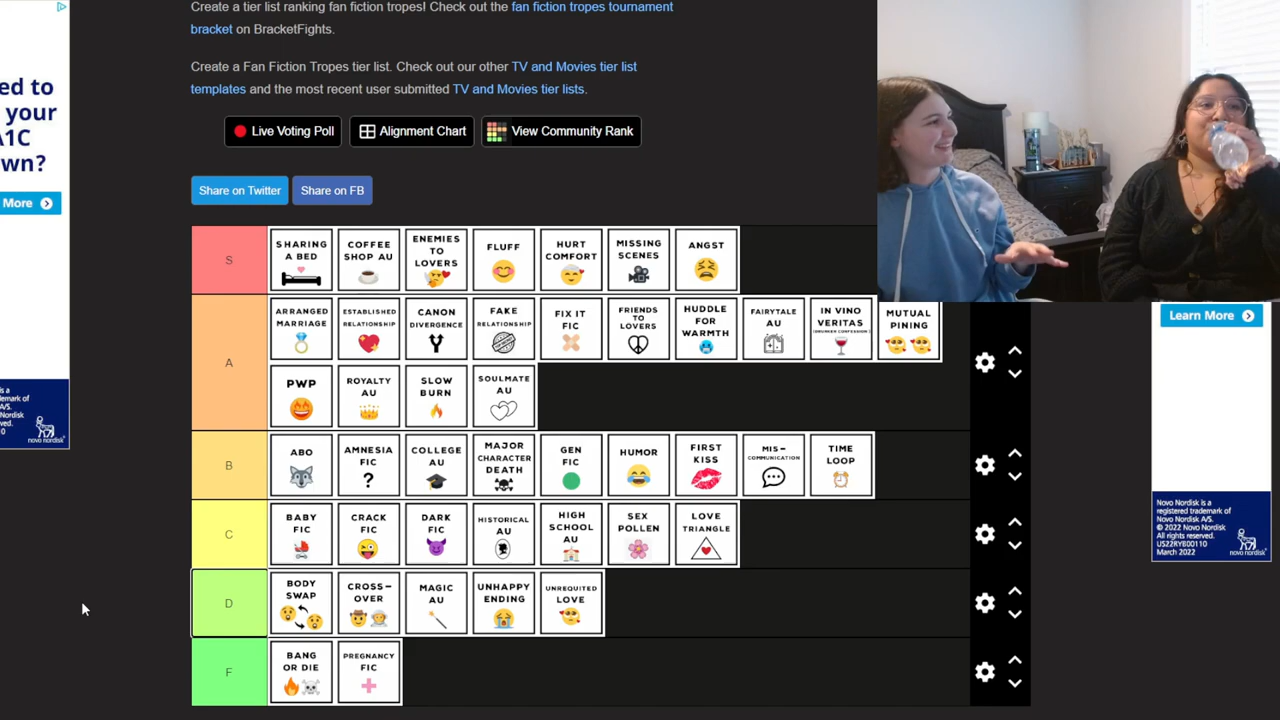 Create a tier list ranking fan fiction tropes! Check out the fan fiction tropes tournament
bracket on BracketFights.
Create a Fan Fiction Tropes tier list. Check out our other TV and Movies tier list
templates and the most recent user submitted TV and Movies tier lists.
Live Voting Poll
Alignment Chart
View Community Rank
Share on Twitter
Share on FB
ed to
your
A1C
wn?
More
novo nordisk
S
SHARING
A BED
COFFEE
SHOP AU
ENEMIES
TO
LOVERS
FLUFF
HURT
COMFORT
MISSING
SCENES
ANGST
A
ARRANGED
MARRIAGE
ESTABLISHED
RELATIONSHIP
CANON
DIVERGENCE
FAKE
RELATIONSHIP
FIX IT
FIC
FRIENDS
TO
LOVERS
HUDDLE
FOR
WARMTH
FAIRYTALE
AU
IN VINO
VERITAS
(DRUNKEN CONFESSION)
MUTUAL
PINING
PWP
ROYALTY
AU
SLOW
BURN
SOULMATE
AU
B
ABO
AMNESIA
FIC
?
COLLEGE
AU
MAJOR
CHARACTER
DEATH
GEN
FIC
HUMOR
FIRST
KISS
MIS-
COMMUNICATION
TIME
LOOP
C
BABY
FIC
CRACK
FIC
DARK
FIC
HISTORICAL
AU
HIGH
SCHOOL
AU
SEX
POLLEN
LOVE
TRIANGLE
D
BODY
SWAP
CROSS-
OVER
MAGIC
AU
UNHAPPY
ENDING
UNREQUITED
LOVE
F
BANG
OR DIE
PREGNANCY
FIC
Learn More
Novo Nordisk is a
registered trademark of
Novo Nordisk A/S.
© 2022 Novo Nordisk
All rights reserved.
US22RYB00110
March 2022
novo nordisk